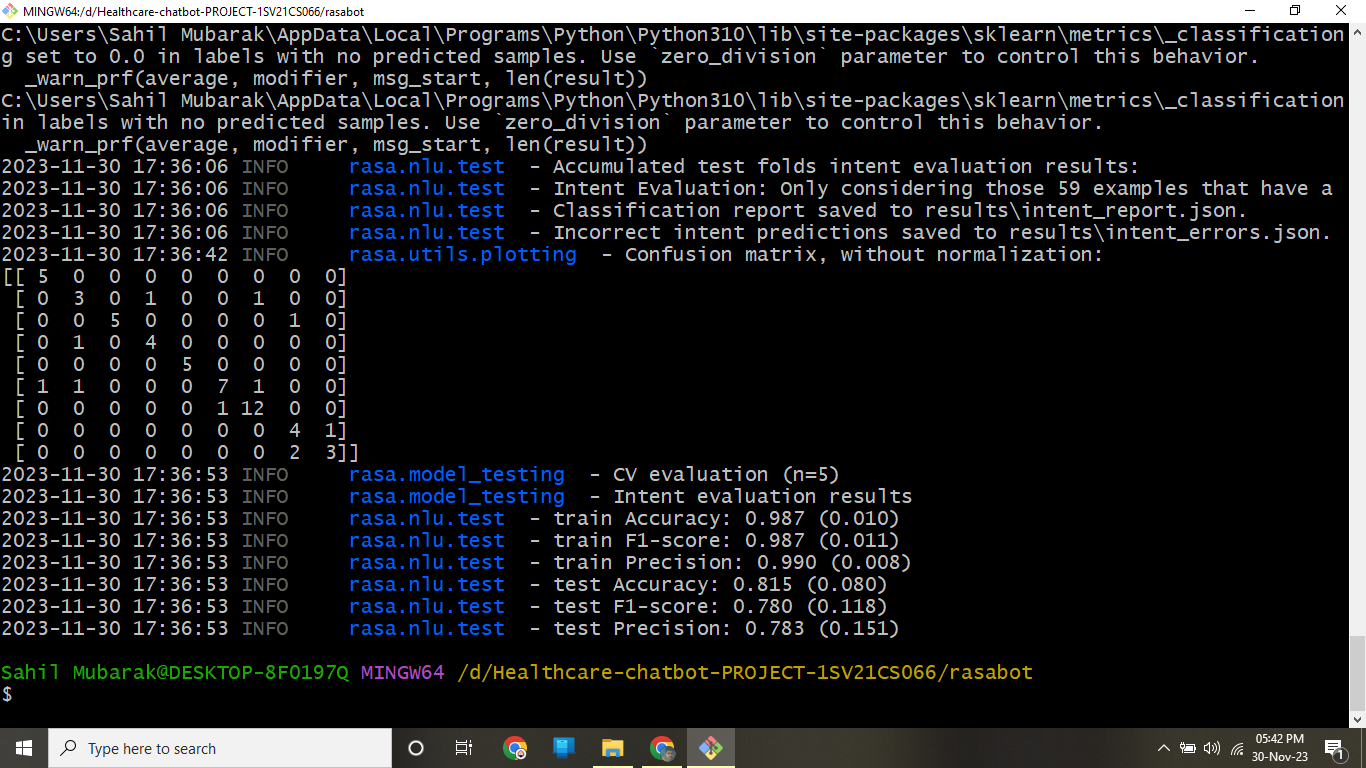 MINGW64:/d/Healthcare-chatbot-PROJECT-1SV21CS066/rasabot
C:\Users\Sahil Mubarak\AppData\Local\Programs\Python\Python310\lib\site-packages\sklearn\metrics\_classification
g set to 0.0 in labels with no predicted samples. Use `zero_division` parameter to control this behavior.
  _warn_prf(average, modifier, msg_start, len(result))
C:\Users\Sahil Mubarak\AppData\Local\Programs\Python\Python310\lib\site-packages\sklearn\metrics\_classification
in labels with no predicted samples. Use `zero_division` parameter to control this behavior.
  _warn_prf(average, modifier, msg_start, len(result))
2023-11-30 17:36:06 INFO     rasa.nlu.test  - Accumulated test folds intent evaluation results:
2023-11-30 17:36:06 INFO     rasa.nlu.test  - Intent Evaluation: Only considering those 59 examples that have a
2023-11-30 17:36:06 INFO     rasa.nlu.test  - Classification report saved to results\intent_report.json.
2023-11-30 17:36:06 INFO     rasa.nlu.test  - Incorrect intent predictions saved to results\intent_errors.json.
2023-11-30 17:36:42 INFO     rasa.utils.plotting  - Confusion matrix, without normalization:
[[ 5  0  0  0  0  0  0  0  0]
 [ 0  3  0  1  0  0  1  0  0]
 [ 0  0  5  0  0  0  0  1  0]
 [ 0  1  0  4  0  0  0  0  0]
 [ 0  0  0  0  5  0  0  0  0]
 [ 1  1  0  0  0  7  1  0  0]
 [ 0  0  0  0  0  1 12  0  0]
 [ 0  0  0  0  0  0  0  4  1]
 [ 0  0  0  0  0  0  0  2  3]]
2023-11-30 17:36:53 INFO     rasa.model_testing  - CV evaluation (n=5)
2023-11-30 17:36:53 INFO     rasa.model_testing  - Intent evaluation results
2023-11-30 17:36:53 INFO     rasa.nlu.test  - train Accuracy: 0.987 (0.010)
2023-11-30 17:36:53 INFO     rasa.nlu.test  - train F1-score: 0.987 (0.011)
2023-11-30 17:36:53 INFO     rasa.nlu.test  - train Precision: 0.990 (0.008)
2023-11-30 17:36:53 INFO     rasa.nlu.test  - test Accuracy: 0.815 (0.080)
2023-11-30 17:36:53 INFO     rasa.nlu.test  - test F1-score: 0.780 (0.118)
2023-11-30 17:36:53 INFO     rasa.nlu.test  - test Precision: 0.783 (0.151)
Sahil Mubarak@DESKTOP-8F0197Q MINGW64 /d/Healthcare-chatbot-PROJECT-1SV21CS066/rasabot
$
Type here to search
05:42 PM
30-Nov-23
1